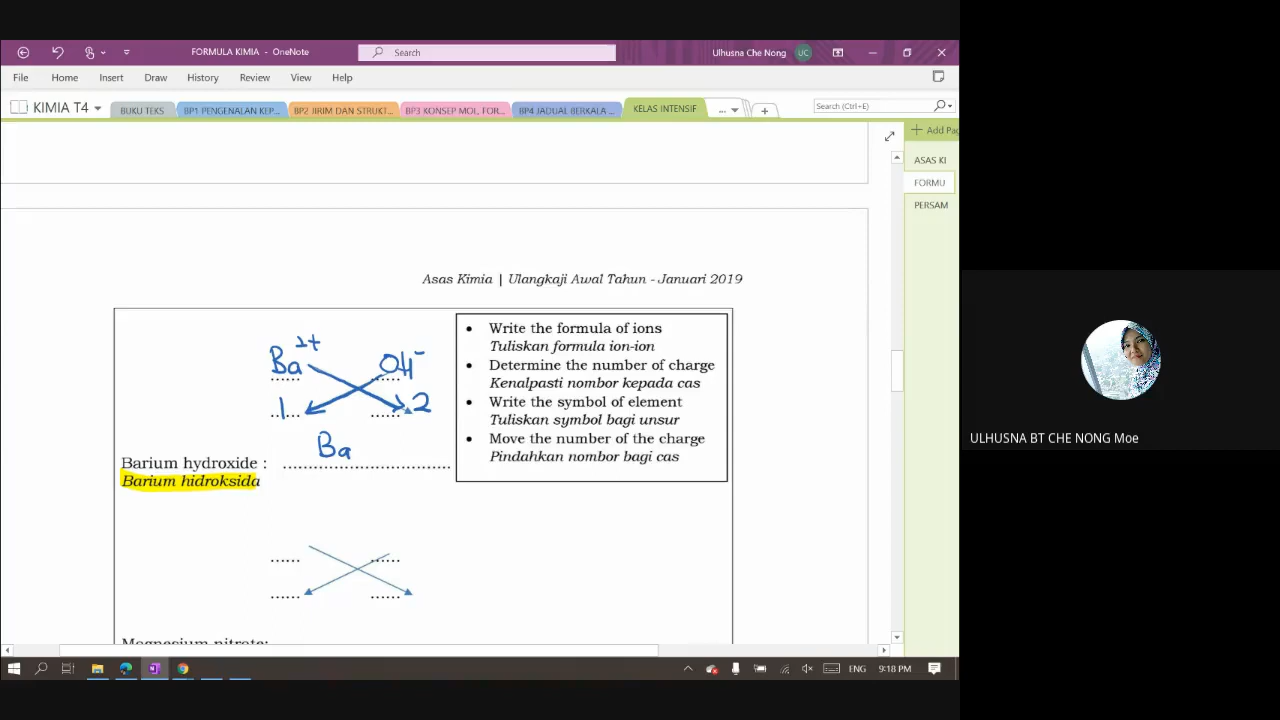 FORMULA KIMIA - OneNote
Search
Ulhusna Che Nong
UC
File Home Insert Draw History Review View Help
KIMIA T4
BUKU TEKS
BP1 PENGENALAN KEP...
BP2 JIRIM DAN STRUKT...
BP3 KONSEP MOL, FOR...
BP4 JADUAL BERKALA ...
KELAS INTENSIF
...
Search (Ctrl+E)
Add Pag
ASAS KI
FORMU
PERSAM
Asas Kimia | Ulangkaji Awal Tahun - Januari 2019
Ba2+ OH-
...... ......
1 2
...... ......
Ba
Barium hydroxide : ....................................
Barium hidroksida
• Write the formula of ions
Tuliskan formula ion-ion
• Determine the number of charge
Kenalpasti nombor kepada cas
• Write the symbol of element
Tuliskan symbol bagi unsur
• Move the number of the charge
Pindahkan nombor bagi cas
...... ......
...... ......
Magnesium nitrate:
ULHUSNA BT CHE NONG Moe
ENG 9:18 PM